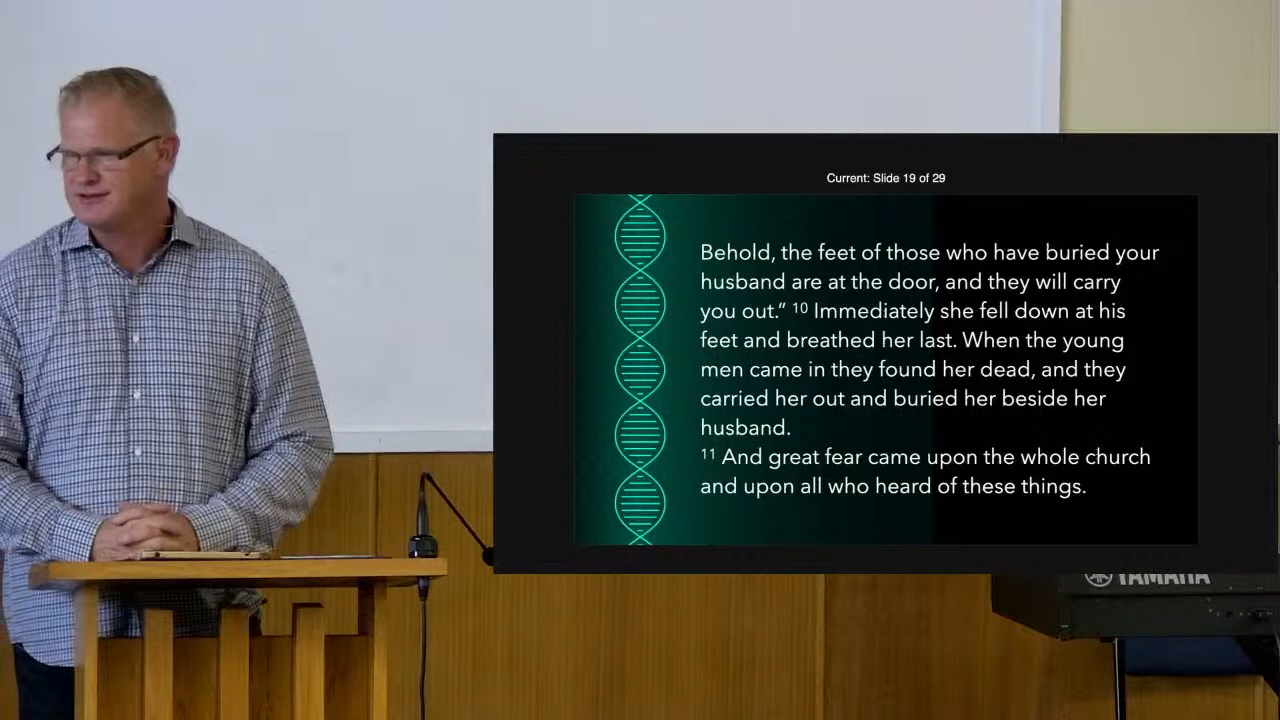 Current: Slide 19 of 29
Behold, the feet of those who have buried your
husband are at the door, and they will carry
you out.” ¹⁰ Immediately she fell down at his
feet and breathed her last. When the young
men came in they found her dead, and they
carried her out and buried her beside her
husband.
¹¹ And great fear came upon the whole church
and upon all who heard of these things.
YAMAHA